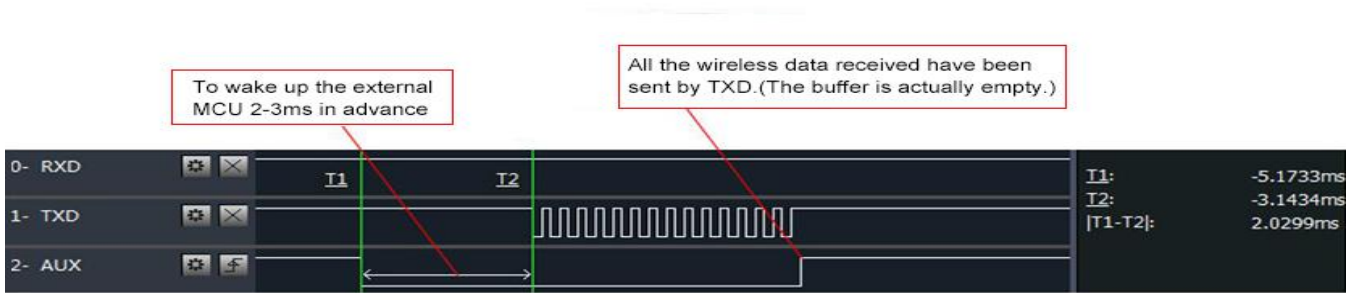 To wake up the external
MCU 2-3ms in advance
All the wireless data received have been
sent by TXD.(The buffer is actually empty.)
0- RXD
T1
T2
1- TXD
2- AUX
T1: -5.1733ms
T2: -3.1434ms
|T1-T2|: 2.0299ms